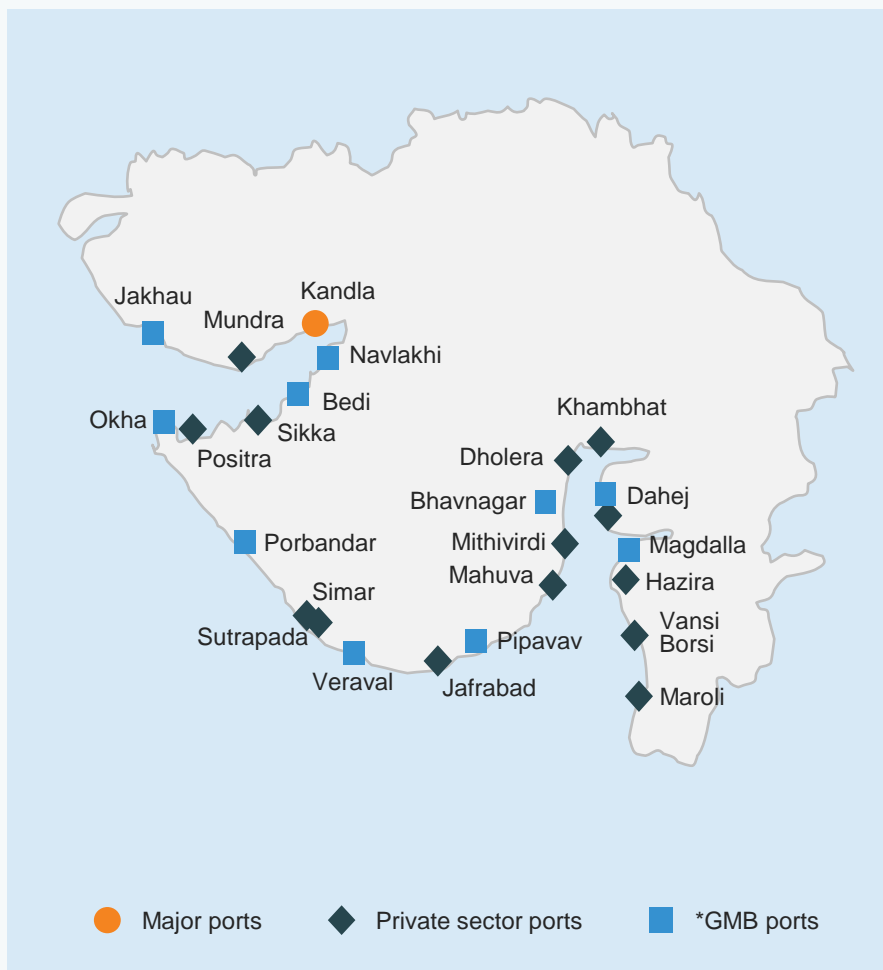 Kandla
Jakhau
Mundra
Navlakhi
Bedi
Khambhat
Okha
Sikka
Positra
Dholera
Bhavnagar
Dahej
Porbandar
Mithivirdi
Magdalla
Mahuva
Hazira
Simar
Vansi
Borsi
Sutrapada
Pipavav
Veraval
Jafrabad
Maroli
Major ports
Private sector ports
*GMB ports